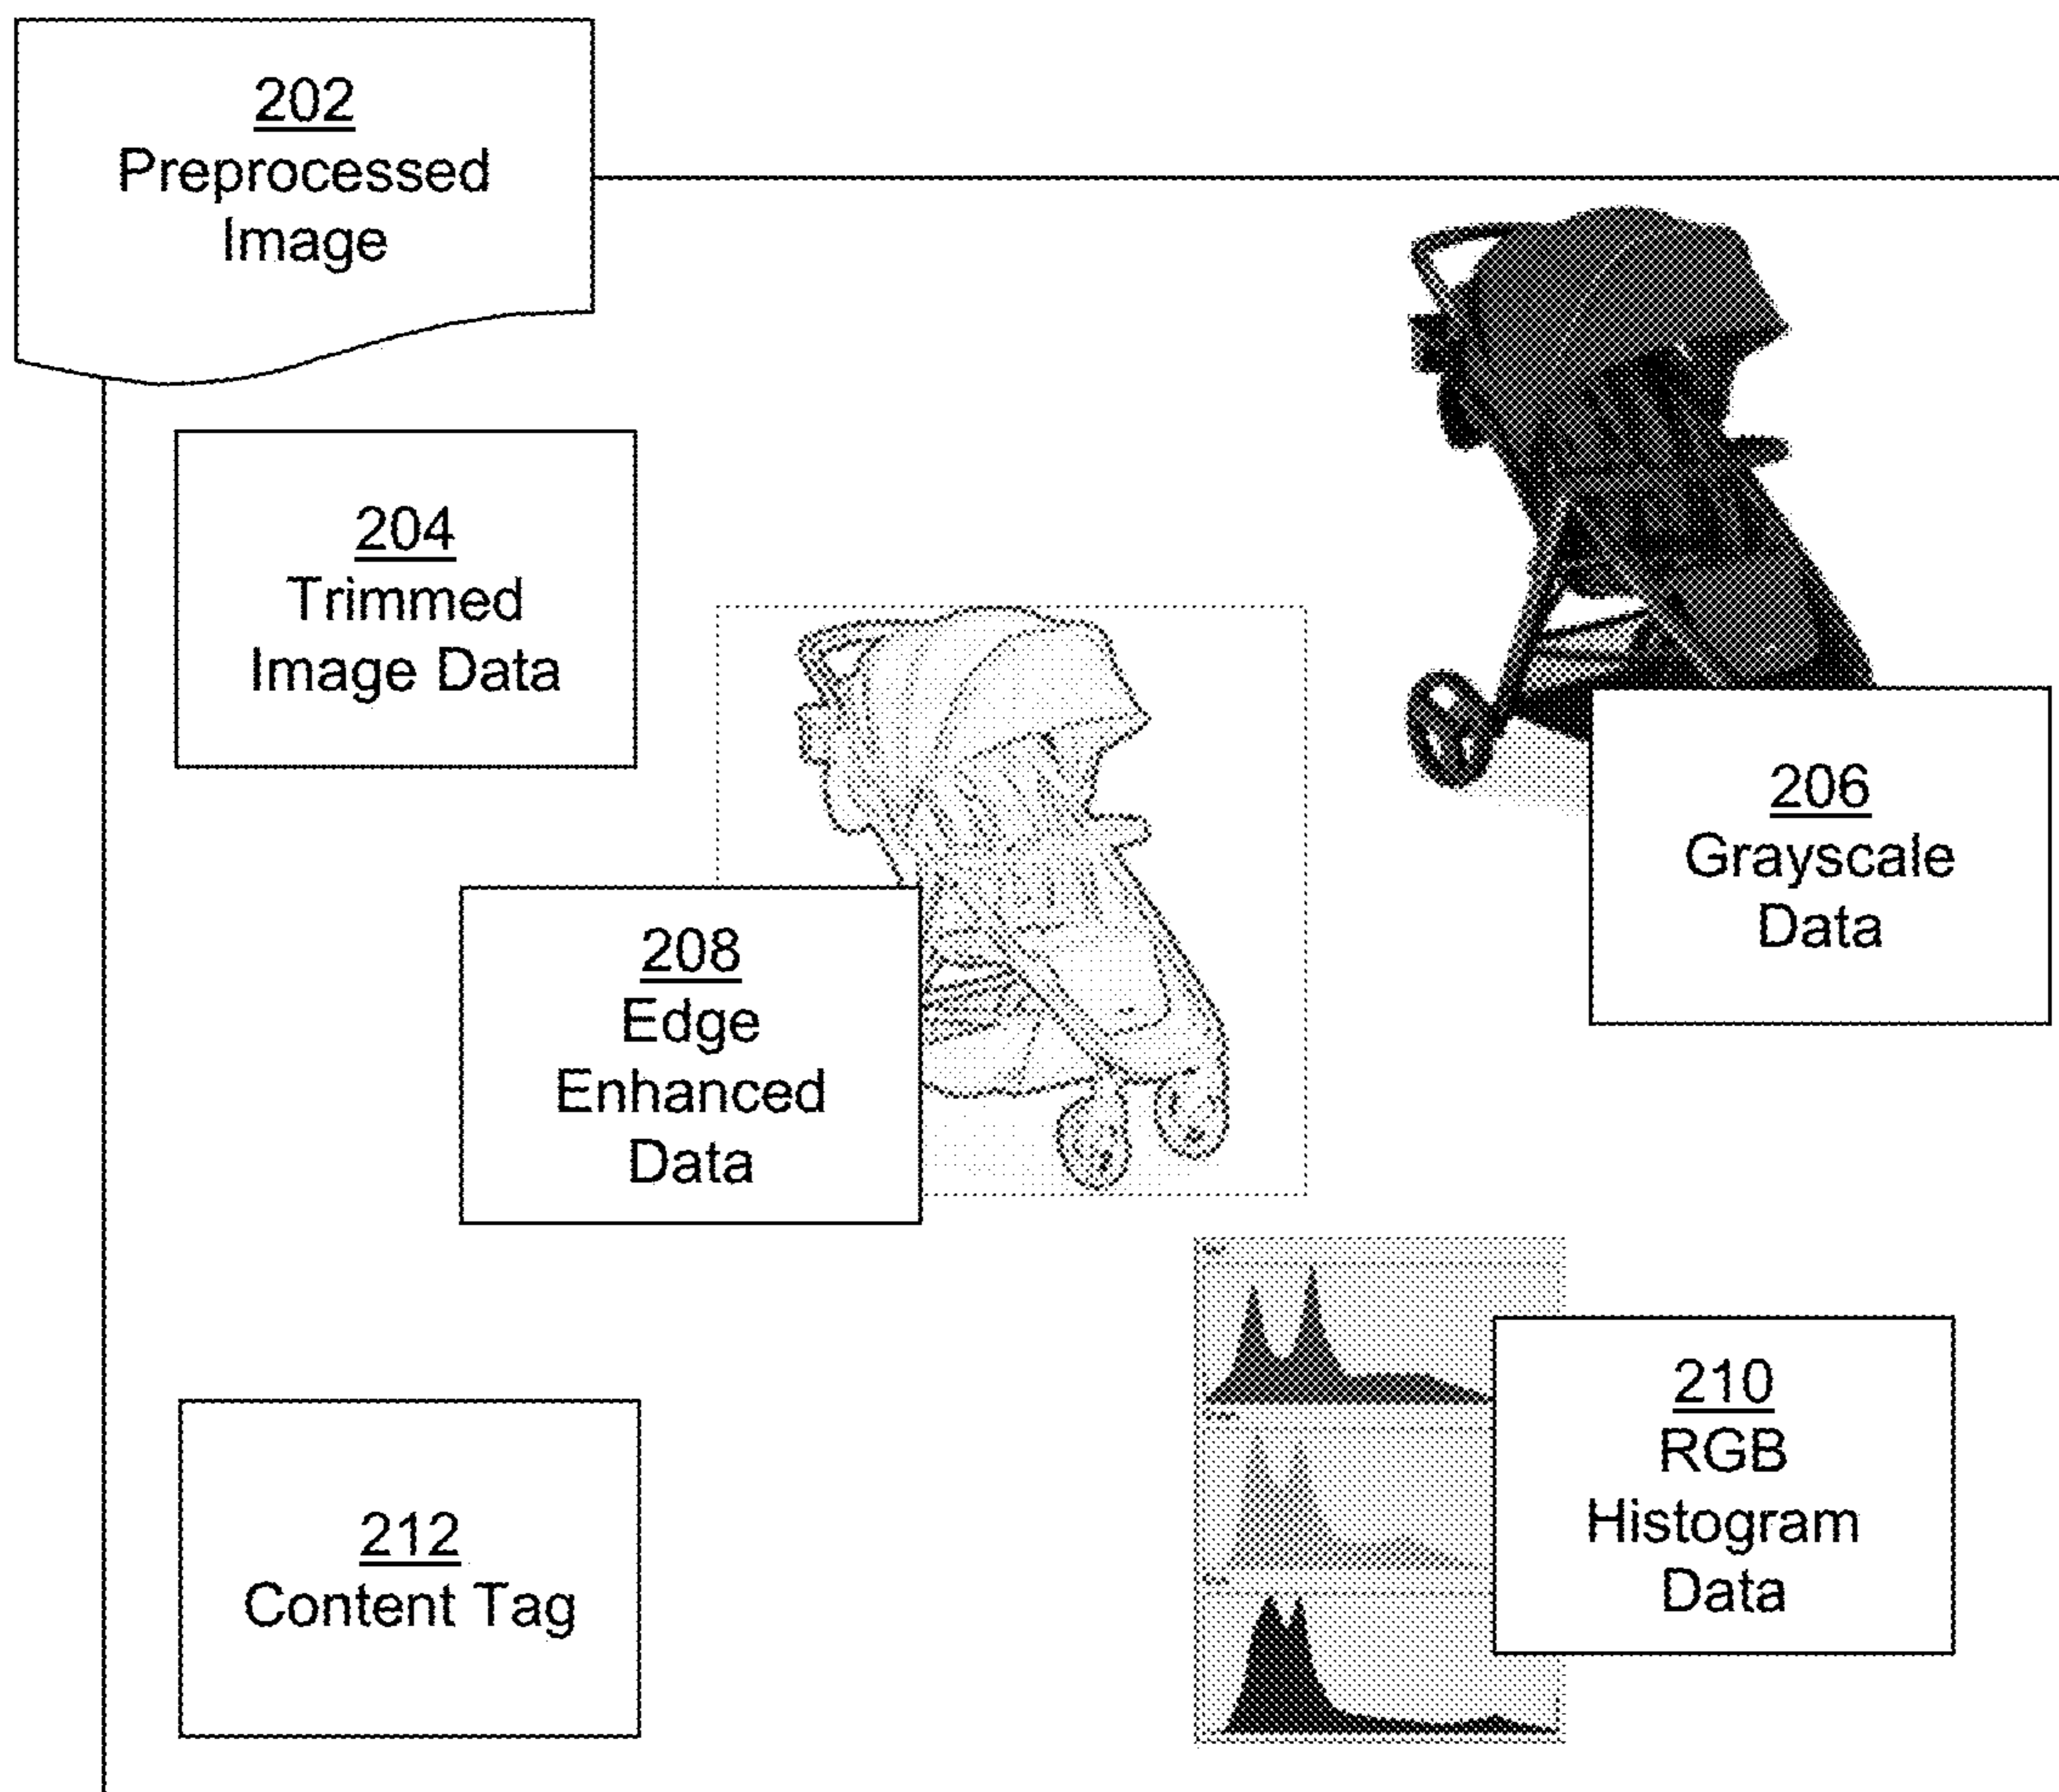 202
Preprocessed
Image
204
Trimmed
Image Data
206
Grayscale
Data
208
Edge
Enhanced
Data
210
RGB
Histogram
Data
212
Content Tag